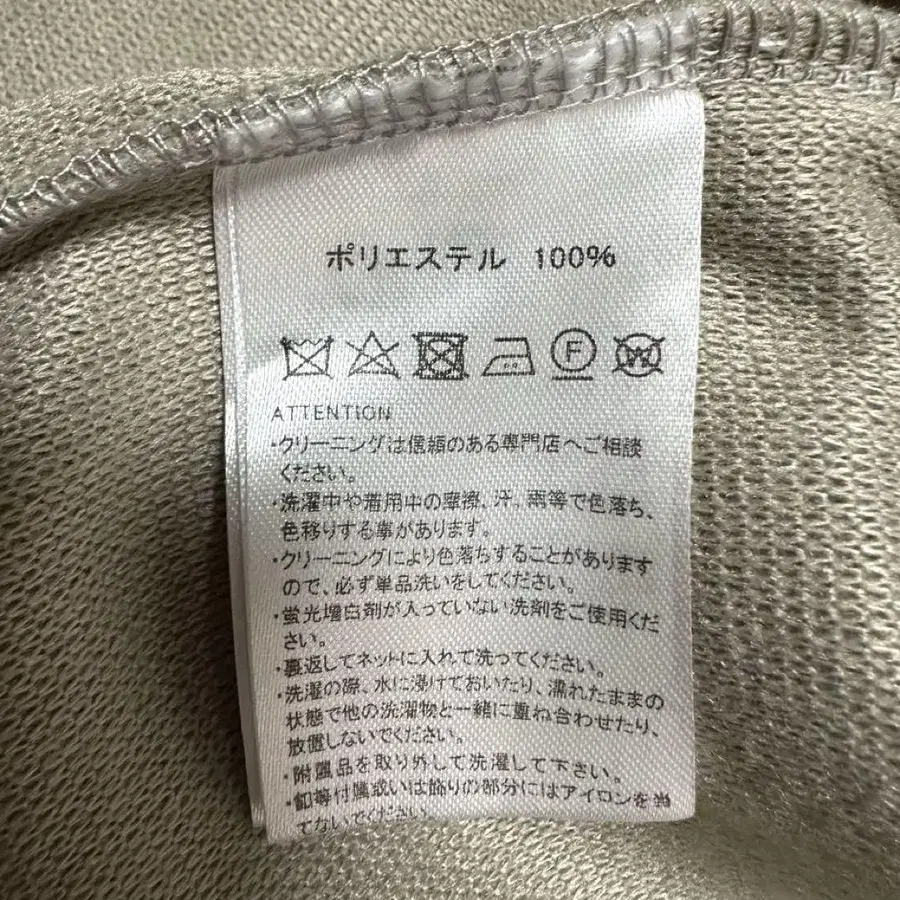 ポリエステル 100%
F W
ATTENTION
・クリーニングは信頼のある専門店へご相談
ください。
・洗濯中や着用中の摩擦、汗、雨等で色落ち、
色移りする事があります。
・クリーニングにより色落ちすることがあります
ので、必ず単品洗いをしてください。
・蛍光増白剤が入っていない洗剤をご使用くだ
さい。
・裏返してネットに入れて洗ってください。
・洗濯の際、水に浸けておいたり、濡れたままの
状態で他の洗濯物と一緒に重ね合わせたり、
放置しないでください。
・附属品を取り外して洗濯して下さい。
・釦等付属或いは飾りの部分にはアイロンを当
てないでください。